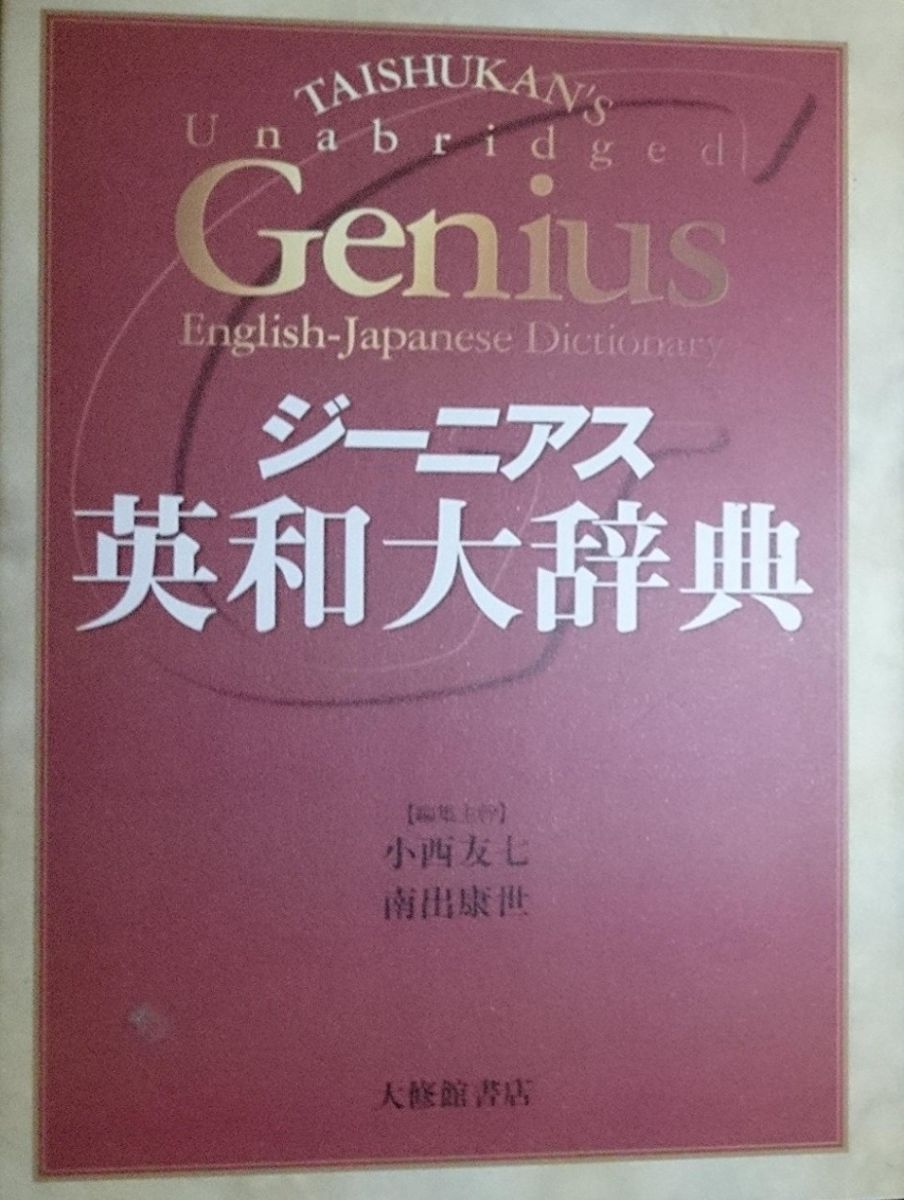 TAISHUKAN'S
Unabridged
Genius
English-Japanese Dictionary
ジーニアス
英和大辞典
【編集主幹】
小西友七
南出康世
大修館書店